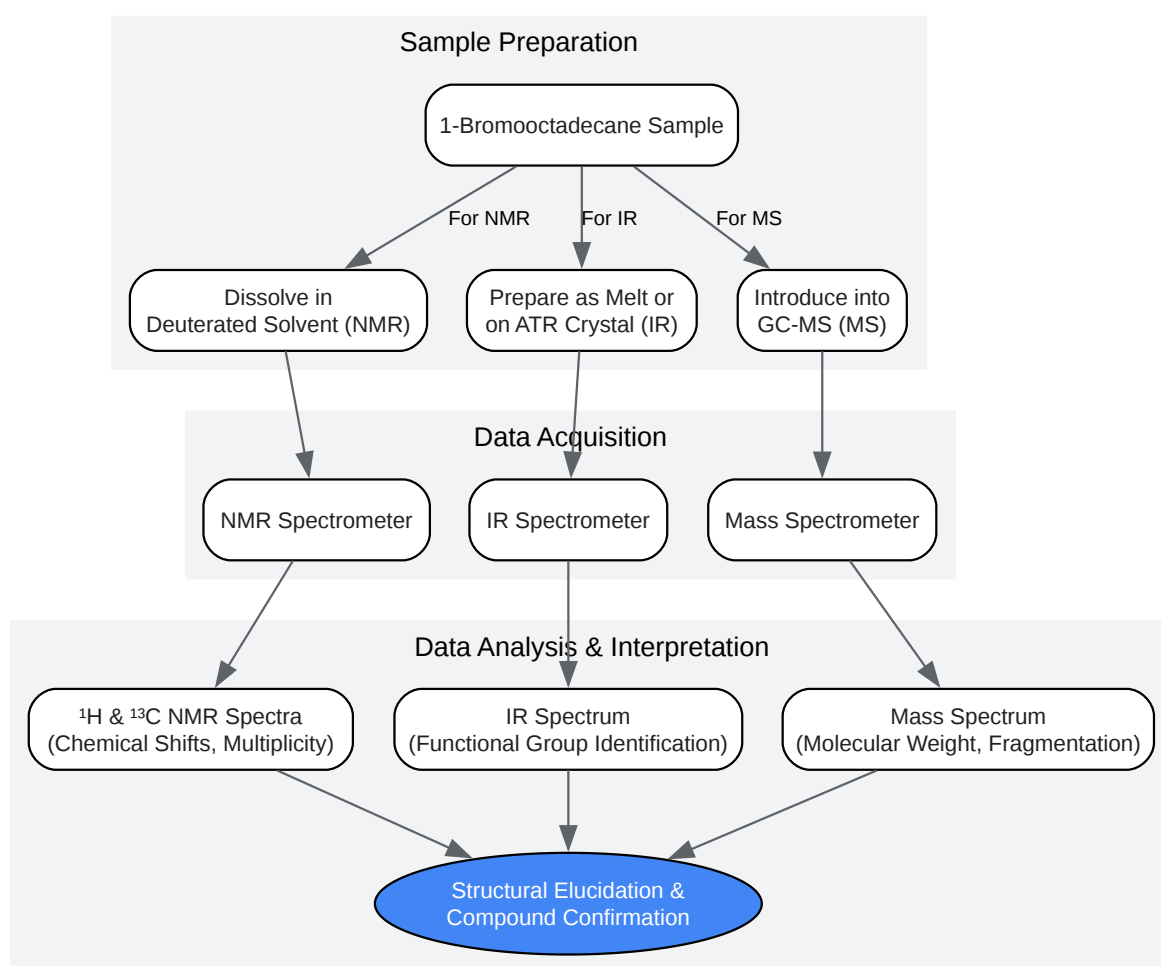 Sample Preparation
1-Bromooctadecane Sample
For NMR
For IR
For MS
Dissolve in
Deuterated Solvent (NMR)
Prepare as Melt or
on ATR Crystal (IR)
Introduce into
GC-MS (MS)
Data Acquisition
NMR Spectrometer
IR Spectrometer
Mass Spectrometer
Data Analysis & Interpretation
¹H & ¹³C NMR Spectra
(Chemical Shifts, Multiplicity)
IR Spectrum
(Functional Group Identification)
Mass Spectrum
(Molecular Weight, Fragmentation)
Structural Elucidation &
Compound Confirmation